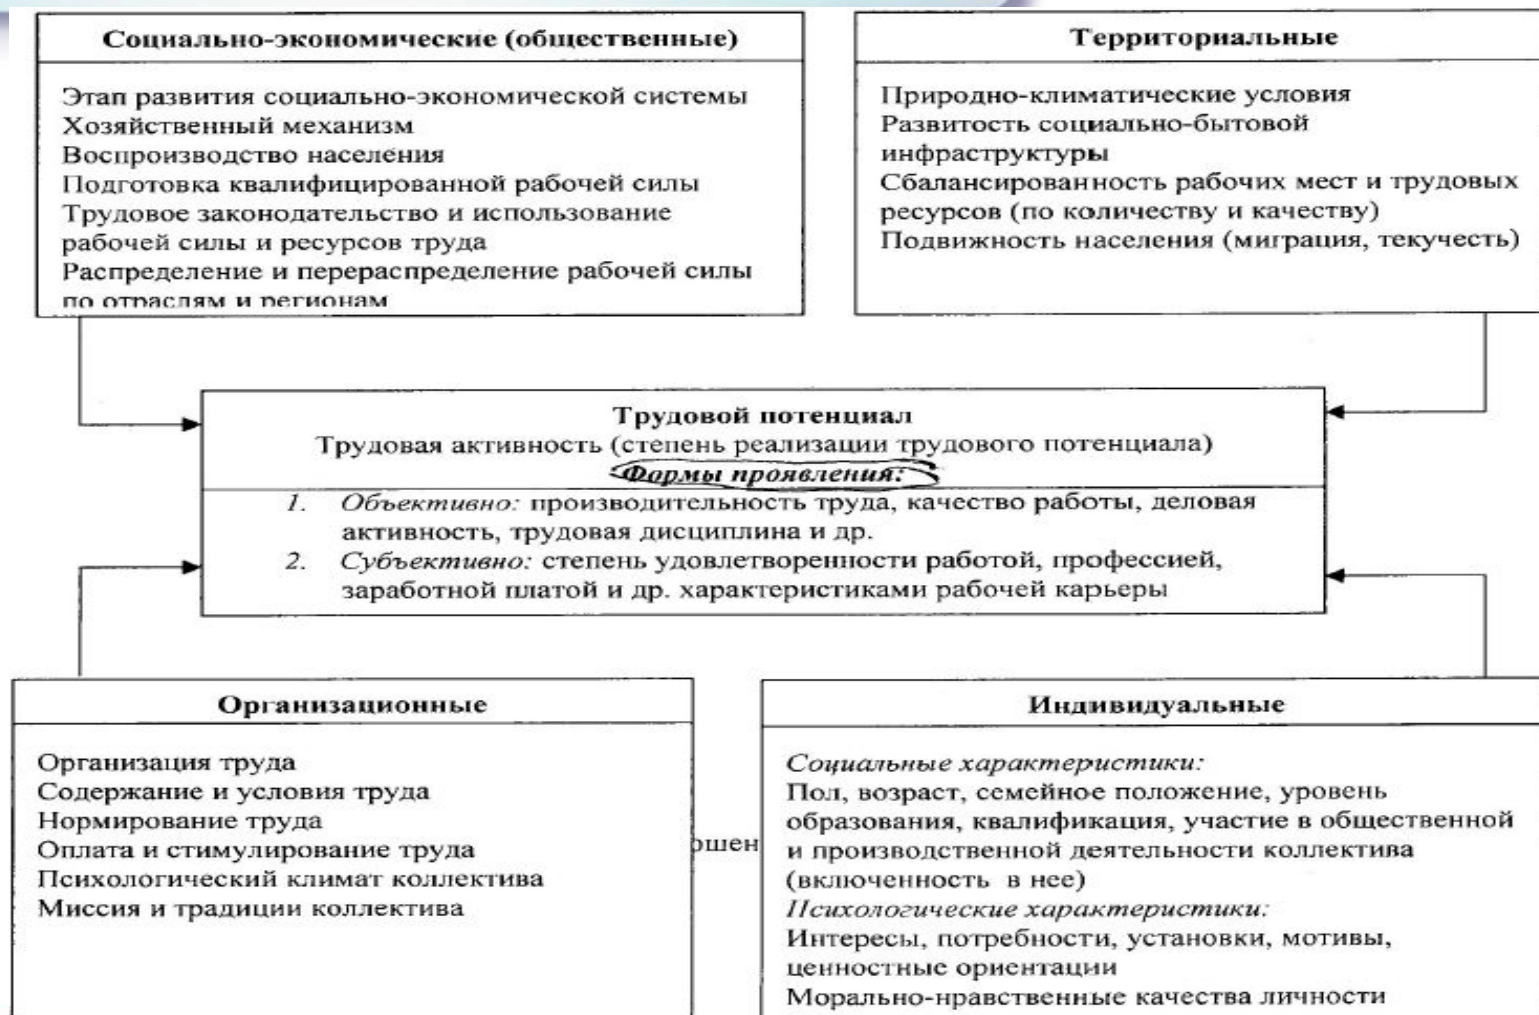 Социально-экономические (общественные)
Этап развития социально-экономической системы
Хозяйственный механизм
Воспроизводство населения
Подготовка квалифицированной рабочей силы
Трудовое законодательство и использование
рабочей силы и ресурсов труда
Распределение и перераспределение рабочей силы
по отраслям и регионам
Территориальные
Природно-климатические условия
Развитость социально-бытовой
инфраструктуры
Сбалансированность рабочих мест и трудовых
ресурсов (по количеству и качеству)
Подвижность населения (миграция, текучесть)
Трудовой потенциал
Трудовая активность (степень реализации трудового потенциала)
Формы проявления:
1. Объективно: производительность труда, качество работы, деловая
активность, трудовая дисциплина и др.
2. Субъективно: степень удовлетворенности работой, профессией,
заработной платой и др. характеристиками рабочей карьеры
Организационные
Организация труда
Содержание и условия труда
Нормирование труда
Оплата и стимулирование труда
Психологический климат коллектива
Миссия и традиции коллектива
ошен
Индивидуальные
Социальные характеристики:
Пол, возраст, семейное положение, уровень
образования, квалификация, участие в общественной
и производственной деятельности коллектива
(включенность в нее)
Психологические характеристики:
Интересы, потребности, установки, мотивы,
ценностные ориентации
Морально-нравственные качества личности